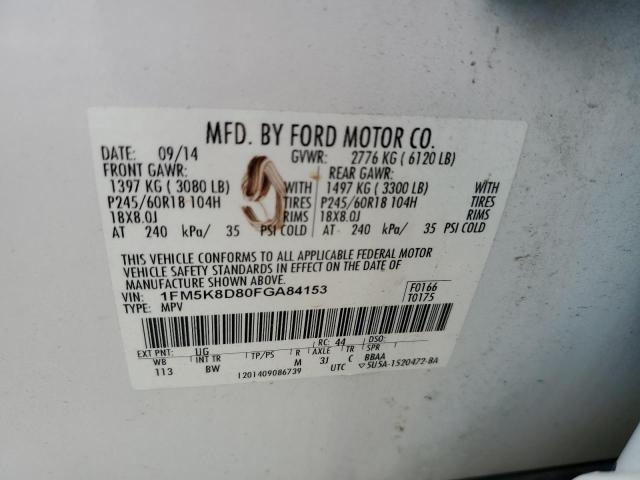 MFD. BY FORD MOTOR CO.
DATE: 09/14 GVWR: 2776 KG ( 6120 LB)
FRONT GAWR: REAR GAWR:
1397 KG ( 3080 LB) WITH 1497 KG ( 3300 LB) WITH
P245/60R18 104H TIRES P245/60R18 104H TIRES
18X8.0J RIMS 18X8.0J RIMS
AT 240 kPa/ 35 PSI COLD AT 240 kPa/ 35 PSI COLD
THIS VEHICLE CONFORMS TO ALL APPLICABLE FEDERAL MOTOR
VEHICLE SAFETY STANDARDS IN EFFECT ON THE DATE OF
MANUFACTURE SHOWN ABOVE.
VIN: 1FM5K8D80FGA84153 F0166
TYPE: MPV T0175
RC: 44 DSO:
EXT PNT: UG
WB INT TR TP/PS R AXLE TR SPR
113 BW M 3J C BBAA
I201409086739 UTC ▽5U5A-1520472-BA